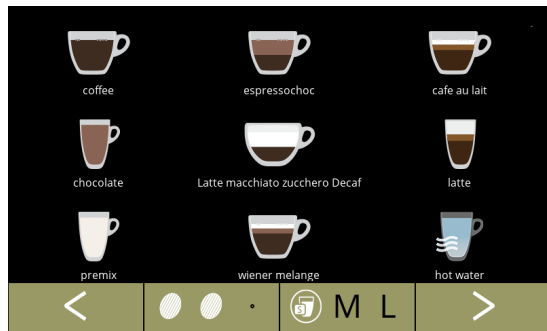 coffee espressochoc cafe au lait
chocolate Latte macchiato zucchero Decaf latte
premix wiener melange hot water
S M L